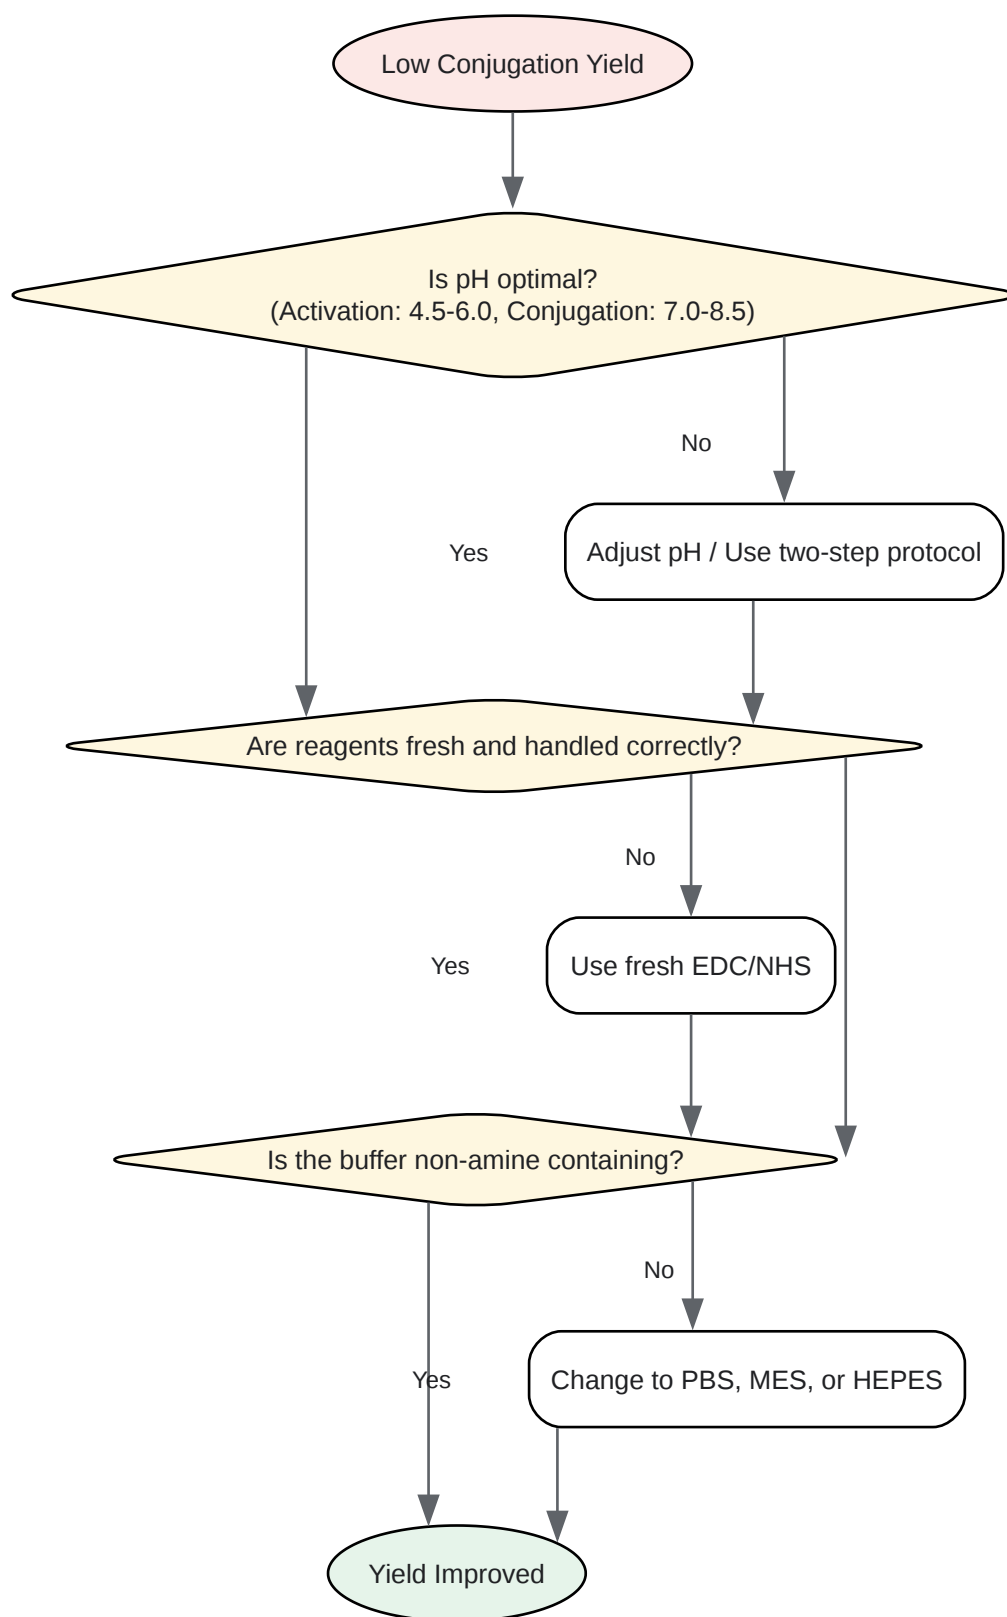 Low Conjugation Yield
Is pH optimal?
(Activation: 4.5-6.0, Conjugation: 7.0-8.5)
No
Yes
Adjust pH / Use two-step protocol
Are reagents fresh and handled correctly?
No
Yes
Use fresh EDC/NHS
Is the buffer non-amine containing?
No
Yes
Change to PBS, MES, or HEPES
Yield Improved